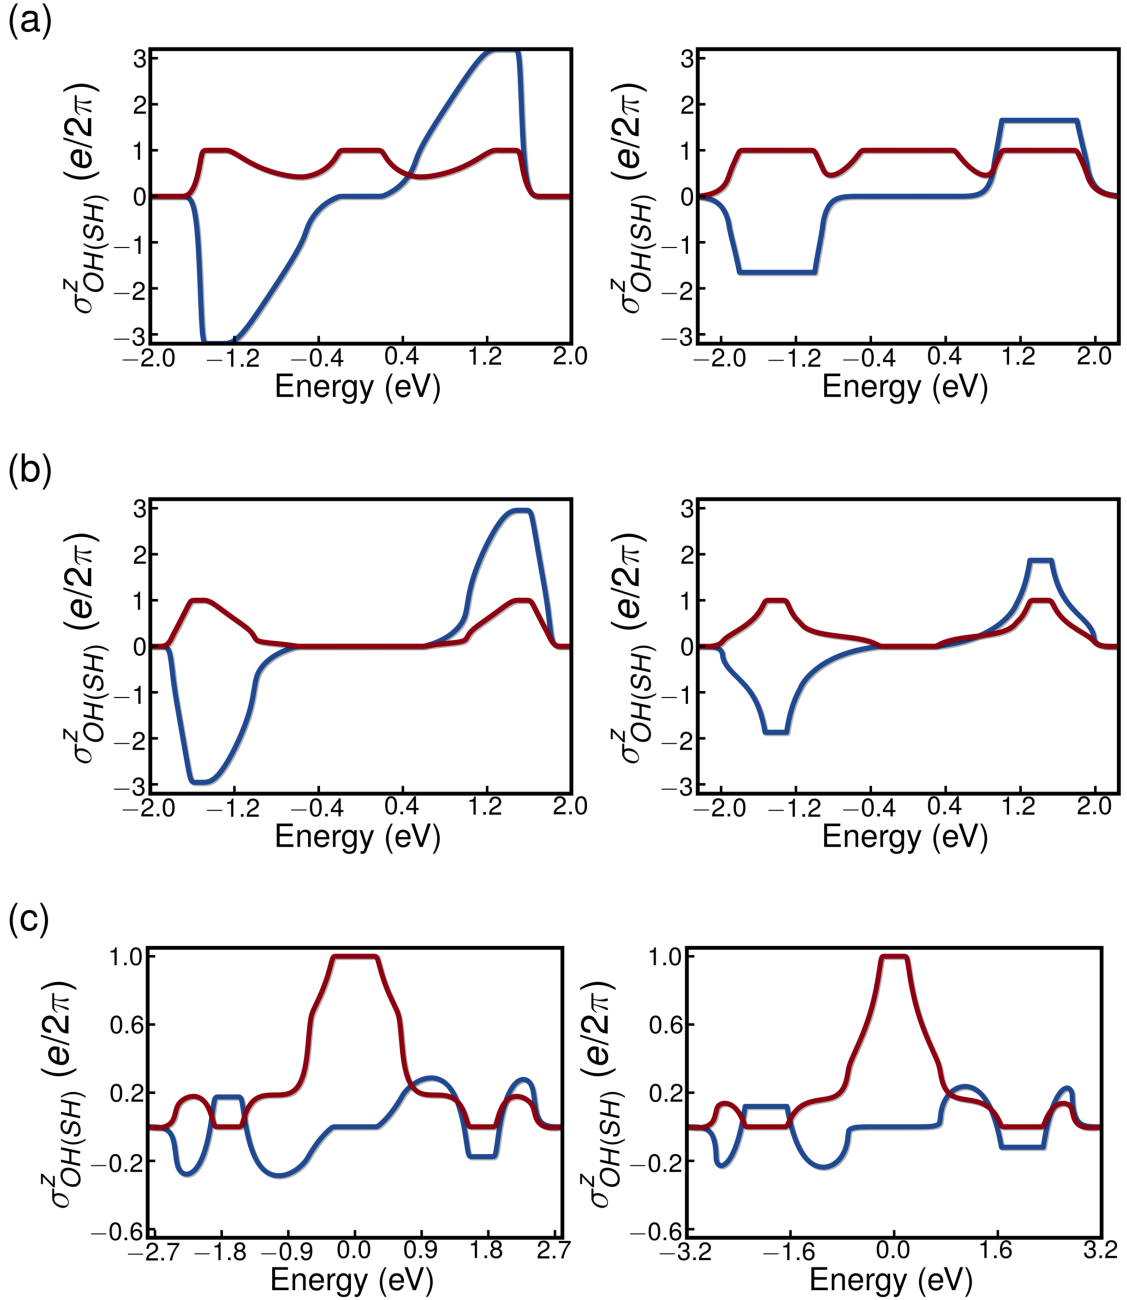 (a)
σ^z_OH(SH) (e/2π)
3
2
1
0
−1
−2
−3
−2.0 −1.2 −0.4 0.4 1.2 2.0
Energy (eV)
σ^z_OH(SH) (e/2π)
3
2
1
0
−1
−2
−3
−2.0 −1.2 −0.4 0.4 1.2 2.0
Energy (eV)
(b)
σ^z_OH(SH) (e/2π)
3
2
1
0
−1
−2
−3
−2.0 −1.2 −0.4 0.4 1.2 2.0
Energy (eV)
σ^z_OH(SH) (e/2π)
3
2
1
0
−1
−2
−3
−2.0 −1.2 −0.4 0.4 1.2 2.0
Energy (eV)
(c)
σ^z_OH(SH) (e/2π)
1.0
0.6
0.2
−0.2
−0.6
−2.7 −1.8 −0.9 0.0 0.9 1.8 2.7
Energy (eV)
σ^z_OH(SH) (e/2π)
1.0
0.6
0.2
−0.2
−0.6
−3.2 −1.6 0.0 1.6 3.2
Energy (eV)